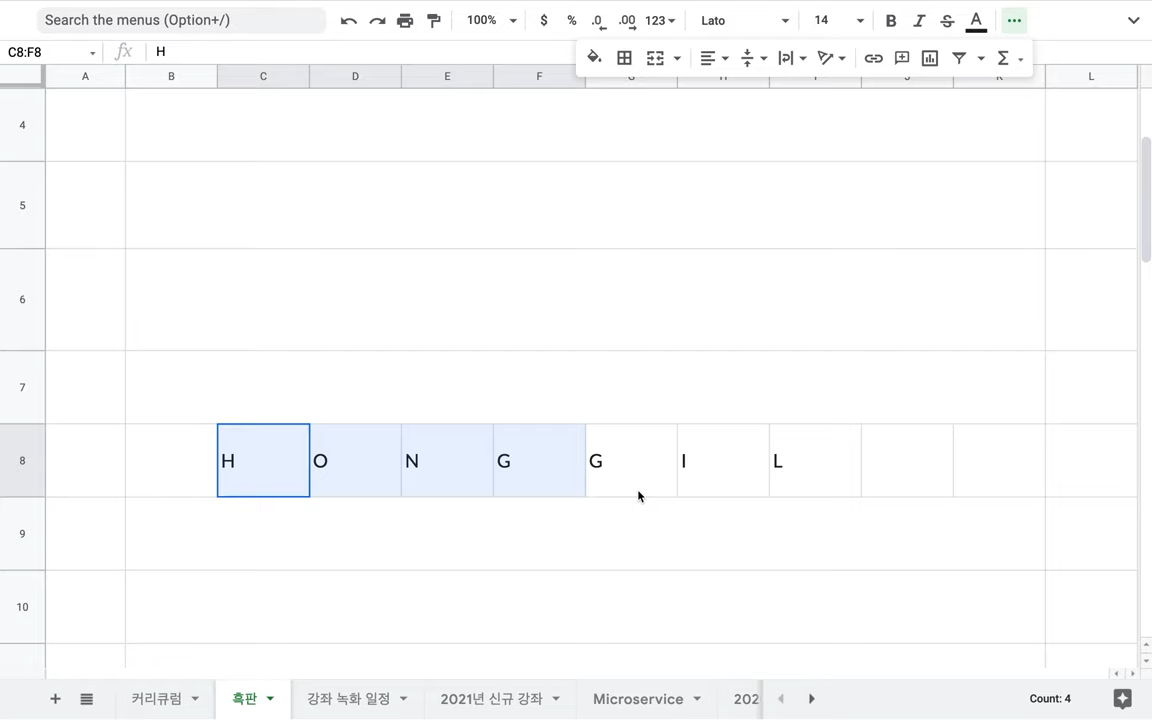 Search the menus (Option+/) 100% $ % .0 .00 123 Lato 14 B I S A
C8:F8 fx H
A B C D E F L
4
5
6
7
8 H O N G G I L
9
10
+ 커리큘럼 흑판 강좌 녹화 일정 2021년 신규 강좌 Microservice 202 Count: 4